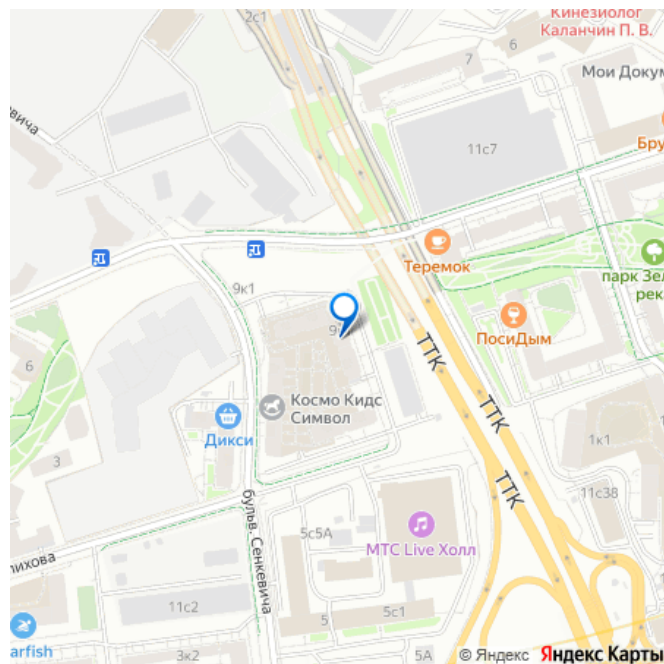 2с1
Кинезиолог
Каланчин П. В.
6
7
Мои Докум
евича
Бру
11с7
Теремок
парк Зел
рек
9к1
ПосиДым
6
ТТК
Космо Кидс
Символ
Дикси
ТТК
1к1
3
ТТК
11с38
бульв. Сенкевича
МТС Live Холл
5с5А
лихова
11с2
5с1
5
arfish
3к2
5А
© Яндекс Яндекс Карты